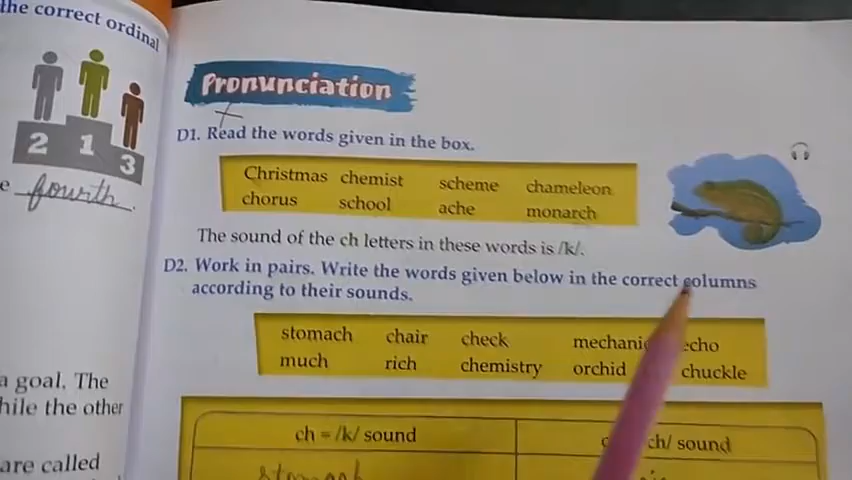 the correct ordinal
2 1 3
e fourth.
a goal. The
hile the other
are called
Pronunciation
D1. Read the words given in the box.
Christmas chemist scheme chameleon
chorus school ache monarch
The sound of the ch letters in these words is /k/.
D2. Work in pairs. Write the words given below in the correct columns
according to their sounds.
stomach chair check mechani echo
much rich chemistry orchid chuckle
ch = /k/ sound c ch/ sound
stomach